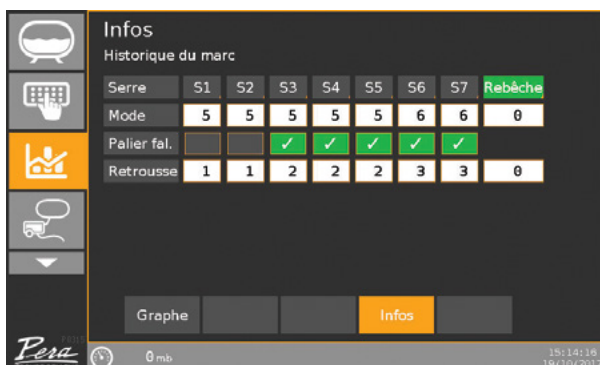 Infos
Historique du marc
Serre S1 S2 S3 S4 S5 S6 S7 Rebêche
Mode 5 5 5 5 5 6 6 0
Palier fal. ✓ ✓ ✓ ✓ ✓
Retrousse 1 1 2 2 2 3 3 0
Graphe Infos
Pera 0 mb 15:14:16